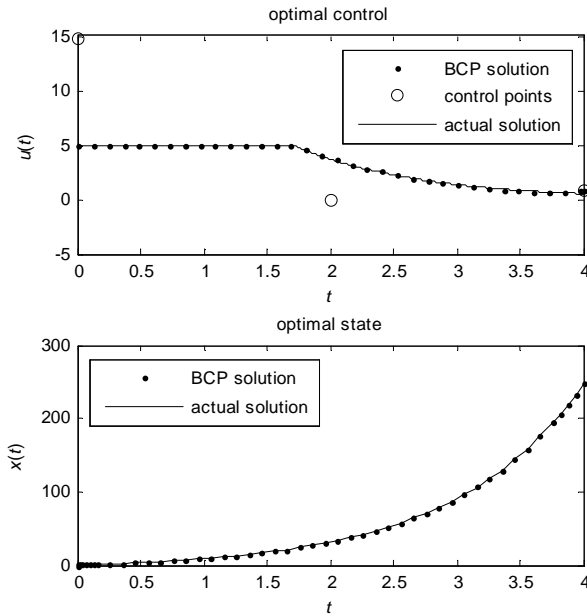 optimal control
15
10
5
0
-5
u(t)
BCP solution
control points
actual solution
0
0.5
1
1.5
2
2.5
3
3.5
4
t
optimal state
300
200
100
0
x(t)
BCP solution
actual solution
0
0.5
1
1.5
2
2.5
3
3.5
4
t